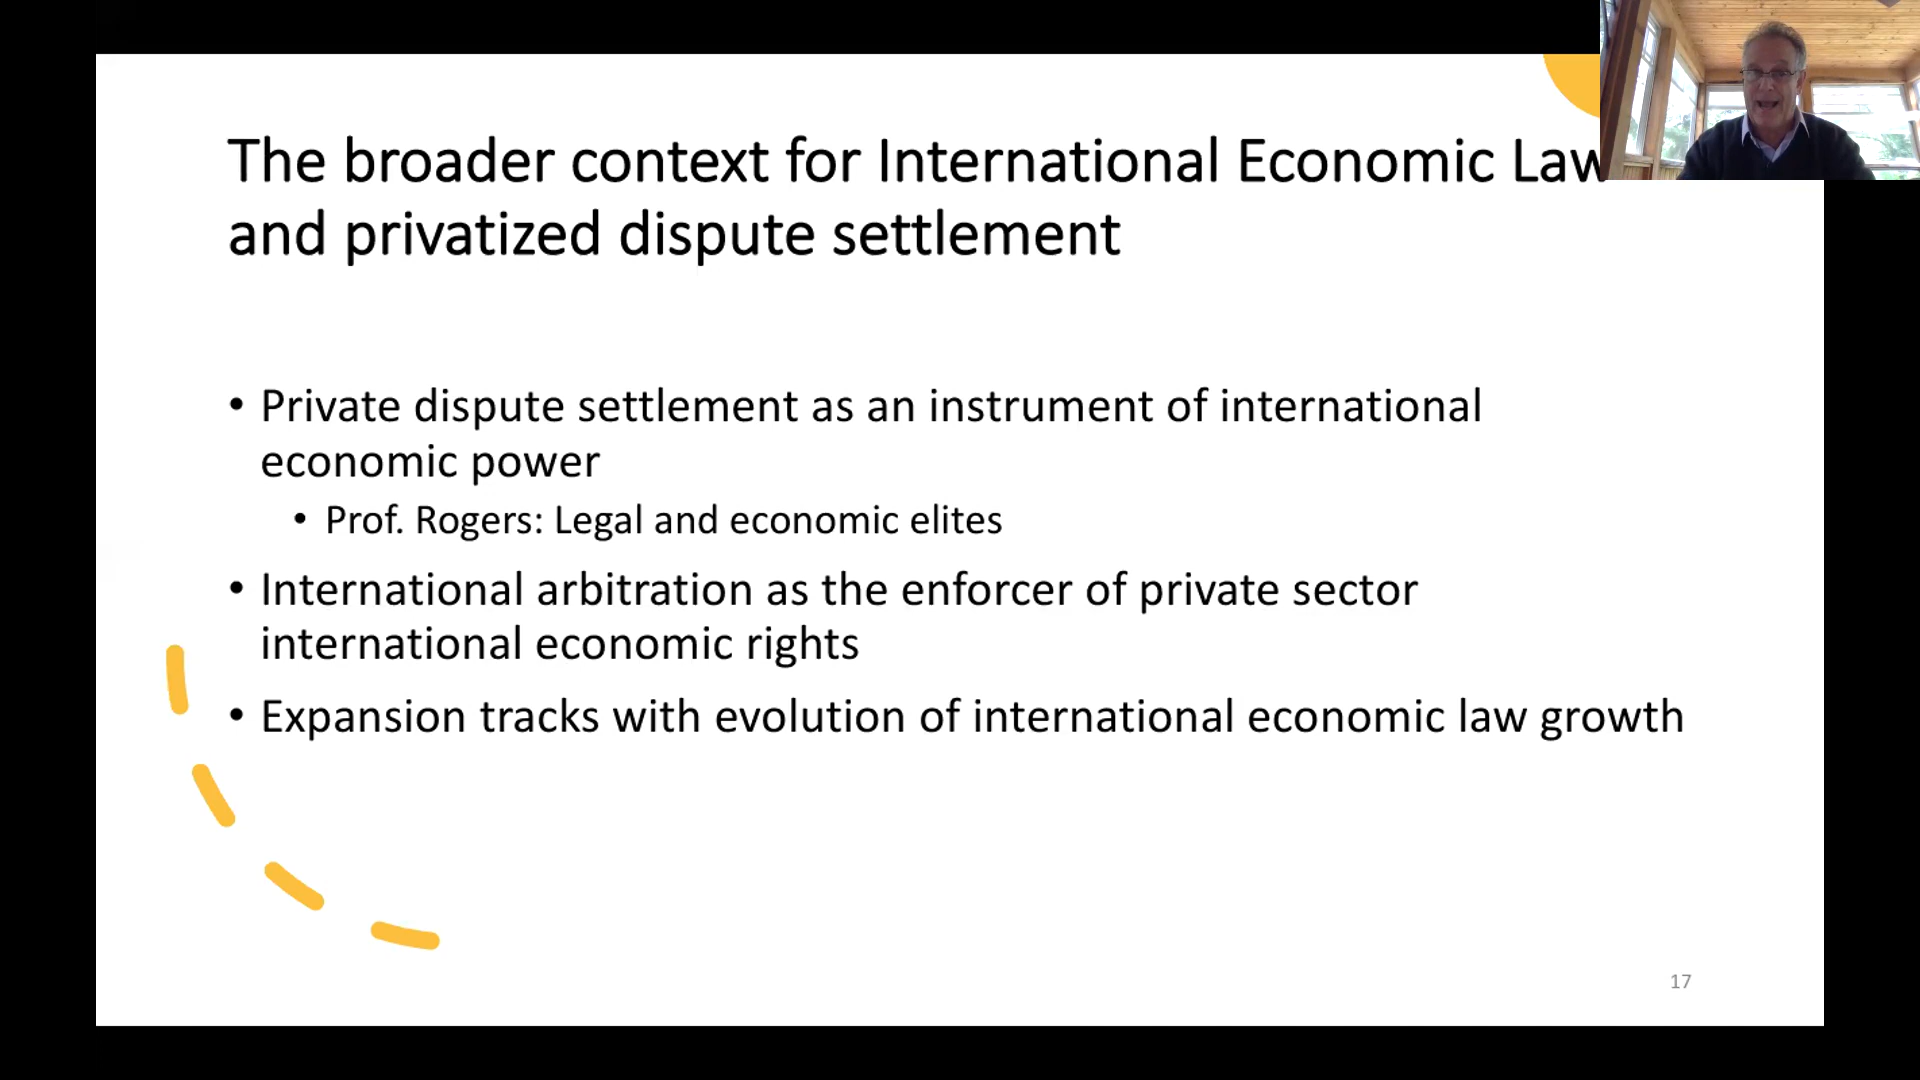 The broader context for International Economic Law
and privatized dispute settlement
• Private dispute settlement as an instrument of international
economic power
• Prof. Rogers: Legal and economic elites
• International arbitration as the enforcer of private sector
international economic rights
• Expansion tracks with evolution of international economic law growth
17